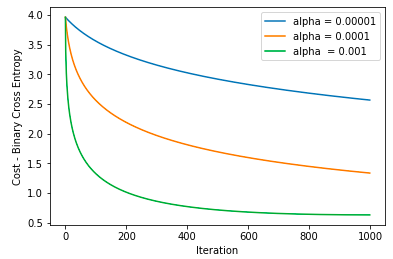 4.0
3.5
3.0
2.5
2.0
1.5
1.0
0.5
Cost - Binary Cross Entropy
alpha = 0.00001
alpha = 0.0001
alpha  = 0.001
0 200 400 600 800 1000
Iteration